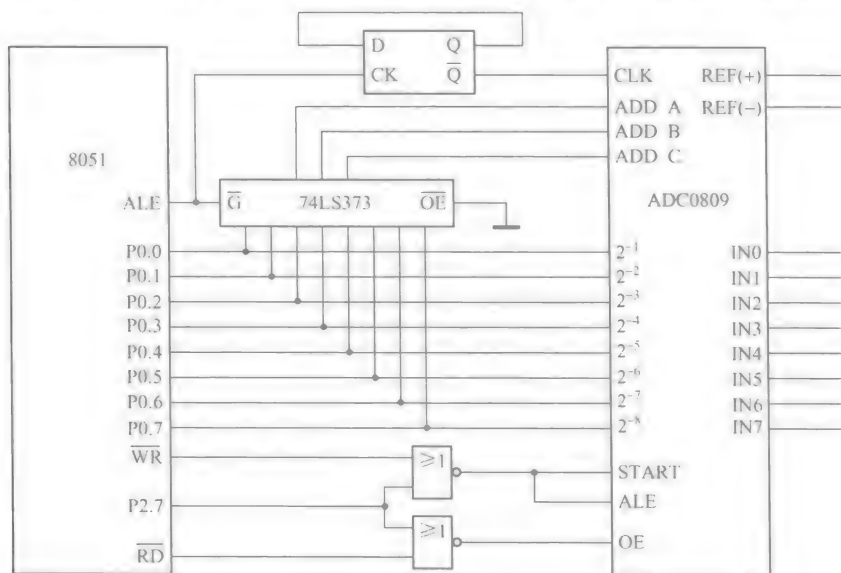 D Q
CK Q̅
CLK REF(+)
ADD A REF(−)
ADD B
8051
ADD C
ALE G̅ 74LS373 O̅E̅ ADC0809
P0.0 2⁻¹ IN0
P0.1 2⁻² IN1
P0.2 2⁻³ IN2
P0.3 2⁻⁴ IN3
P0.4 2⁻⁵ IN4
P0.5 2⁻⁶ IN5
P0.6 2⁻⁷ IN6
P0.7 2⁻⁸ IN7
W̅R̅ ≥1 START
P2.7 ALE
≥1
R̅D̅ OE